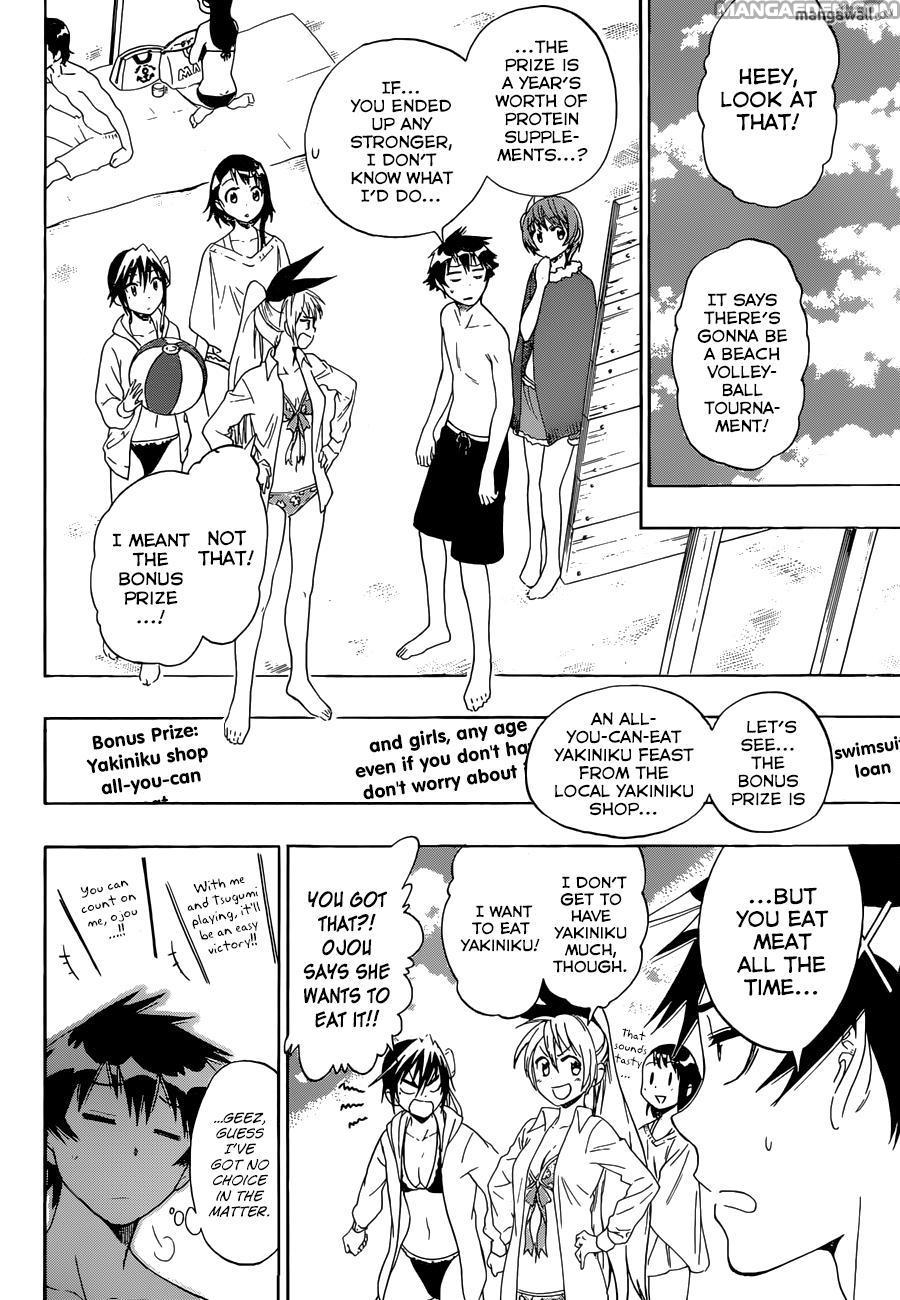 MANGAEDEN.COM
mangawall
HEEY,
LOOK AT
THAT!
IT SAYS
THERE'S
GONNA BE
A BEACH
VOLLEY-
BALL
TOURNA-
MENT!
...THE
PRIZE IS
A YEAR'S
WORTH OF
PROTEIN
SUPPLE-
MENTS...?
IF...
YOU ENDED
UP ANY
STRONGER,
I DON'T
KNOW WHAT
I'D DO...
NOT
THAT!
I MEANT
THE
BONUS
PRIZE
...!
LET'S
SEE...
THE
BONUS
PRIZE IS
AN ALL-
YOU-CAN-EAT
YAKINIKU FEAST
FROM THE
LOCAL YAKINIKU
SHOP...
Bonus Prize:
Yakiniku shop
all-you-can
and girls, any age
even if you don't ha
don't worry about
swimsuit
loan
...BUT
YOU EAT
MEAT
ALL THE
TIME...
I DON'T
GET TO
HAVE
YAKINIKU
MUCH,
THOUGH.
I WANT
TO EAT
YAKINIKU!
That
sounds
tasty
YOU GOT
THAT?!
OJOU
SAYS SHE
WANTS TO
EAT IT!!
With me
and Tsugumi
playing, it'll
be an easy
victory!!
You can
count on
me, ojou
...!!
...GEEZ,
GUESS
I'VE
GOT NO
CHOICE
IN THE
MATTER.